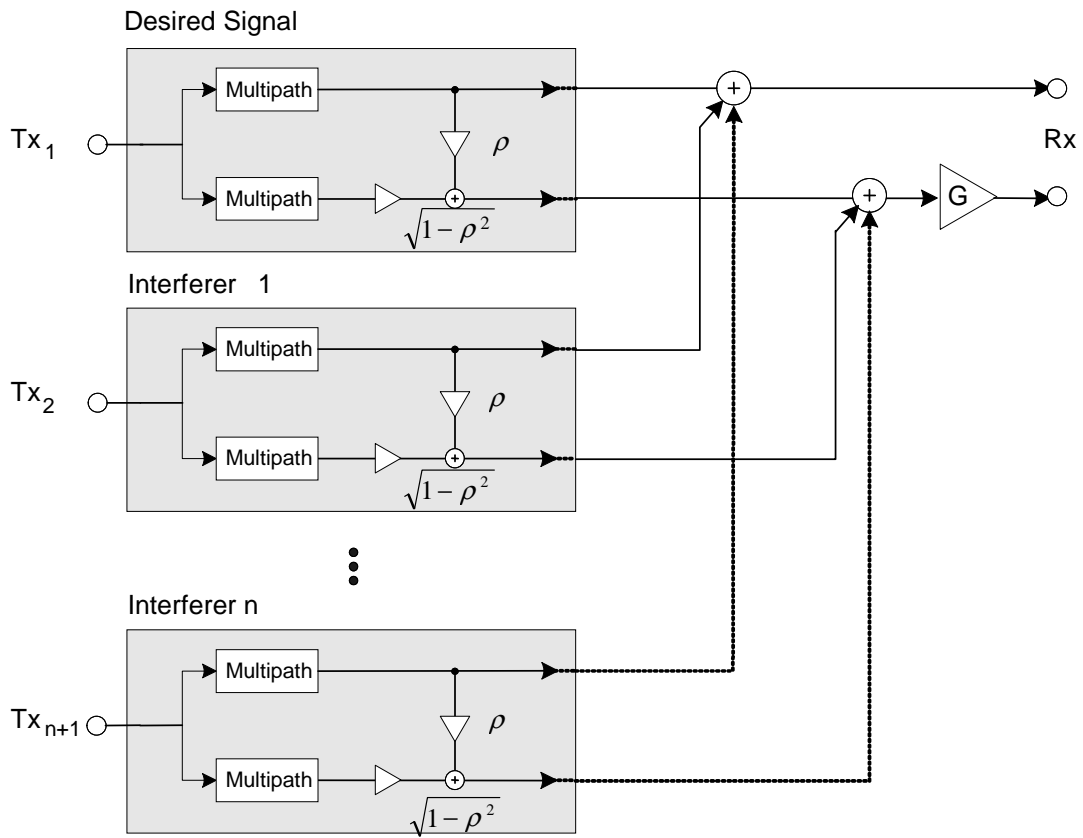 Desired Signal
Tx₁
Multipath
ρ
Multipath
√(1 − ρ²)
+
+
+
G
Rx
Interferer 1
Tx₂
Multipath
ρ
Multipath
+
√(1 − ρ²)
Interferer n
Txₙ₊₁
Multipath
ρ
Multipath
+
√(1 − ρ²)